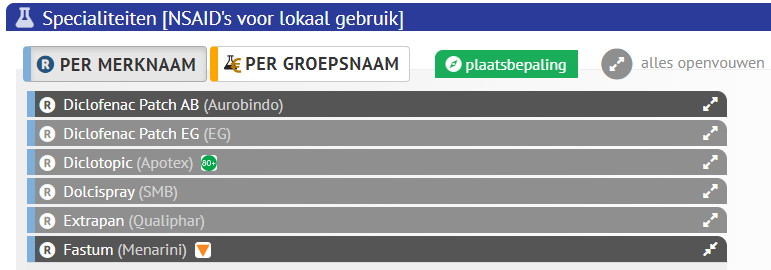 Specialiteiten [NSAID's voor lokaal gebruik]
R PER MERKNAAM € PER GROEPSNAAM plaatsbepaling alles openvouwen
R Diclofenac Patch AB (Aurobindo)
R Diclofenac Patch EG (EG)
R Diclotopic (Apotex) 80+
R Dolcispray (SMB)
R Extrapan (Qualiphar)
R Fastum (Menarini)